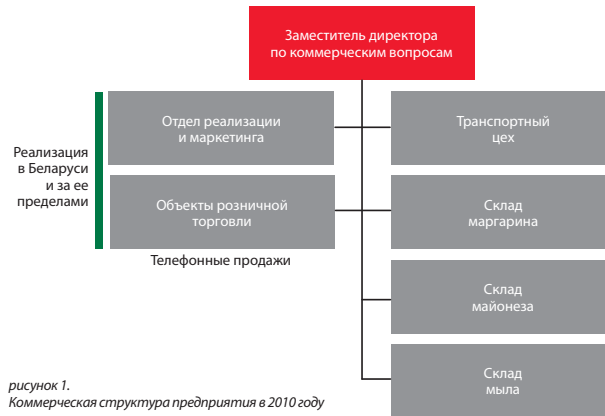 Заместитель директора
по коммерческим вопросам
Отдел реализации
и маркетинга
Транспортный
цех
Реализация
в Беларуси
и за ее
пределами
Объекты розничной
торговли
Склад
маргарина
Телефонные продажи
Склад
майонеза
Склад
мыла
рисунок 1.
Коммерческая структура предприятия в 2010 году